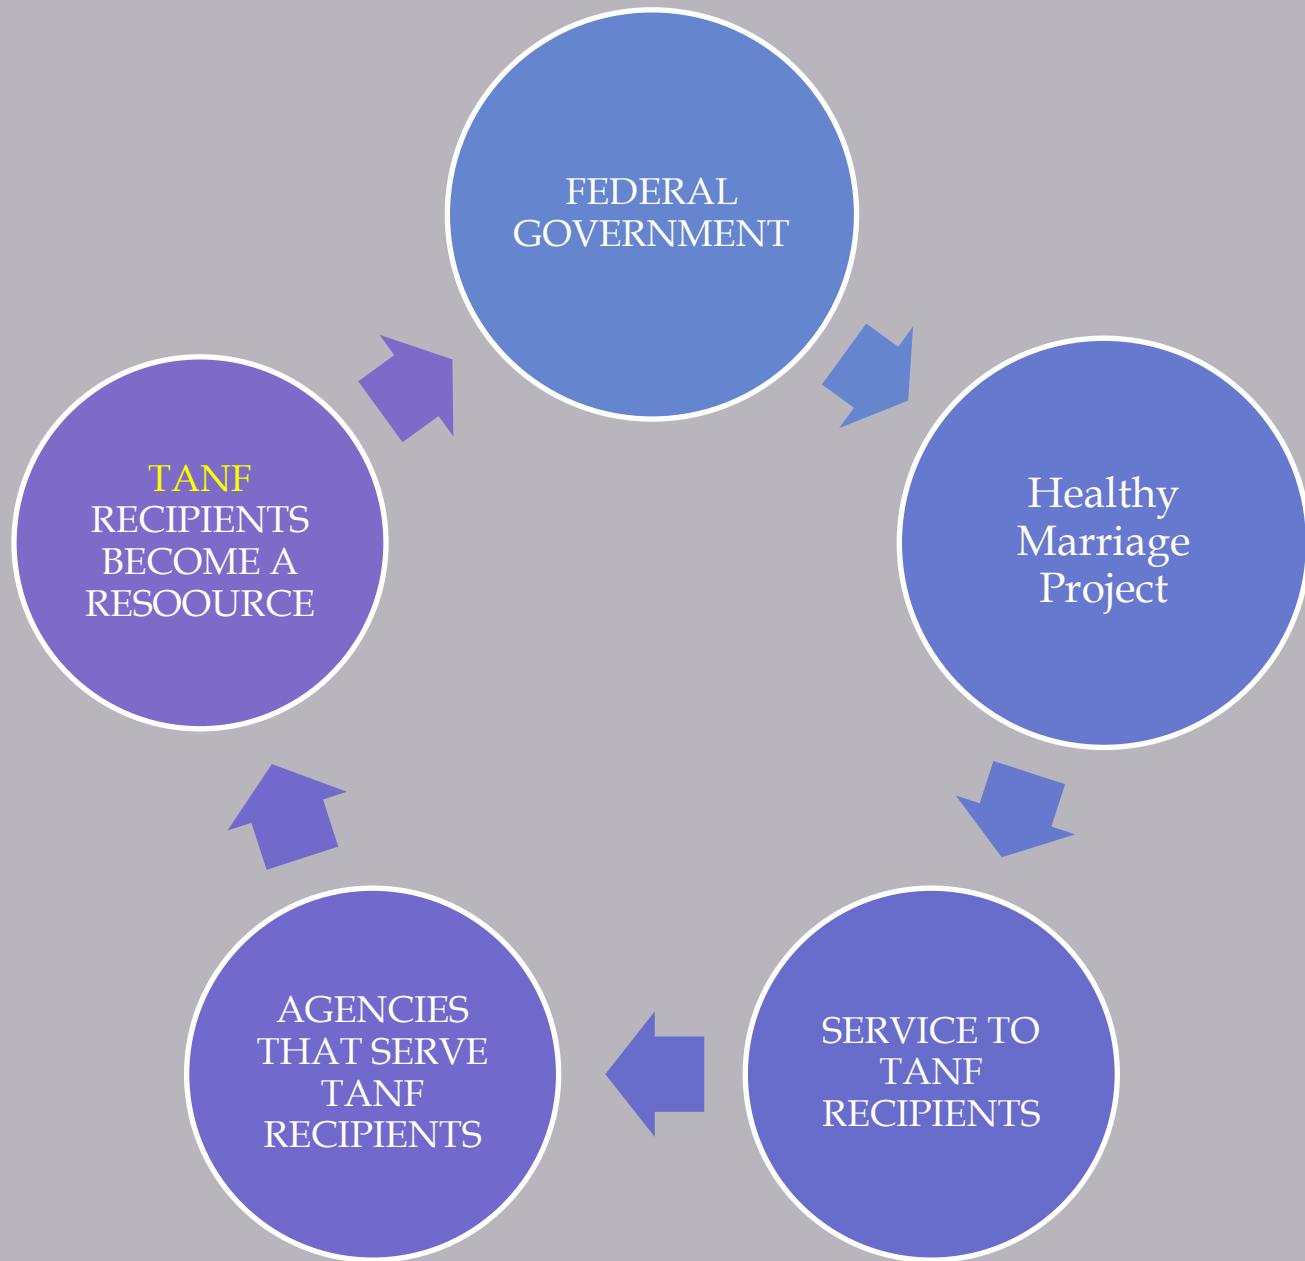 FEDERAL
GOVERNMENT
Healthy
Marriage
Project
SERVICE TO
TANF
RECIPIENTS
AGENCIES
THAT SERVE
TANF
RECIPIENTS
TANF
RECIPIENTS
BECOME A
RESOOURCE